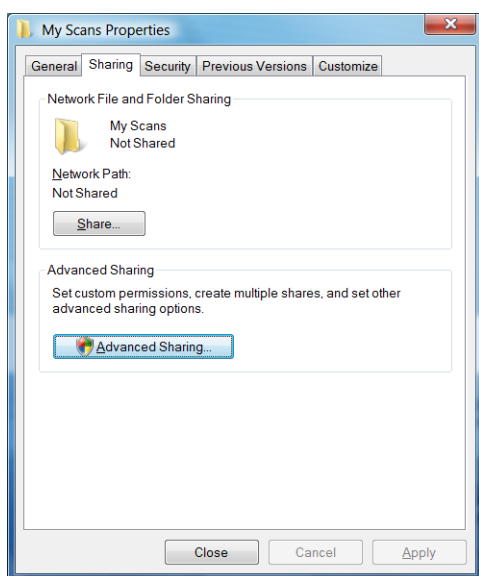 My Scans Properties
General Sharing Security Previous Versions Customize
Network File and Folder Sharing
My Scans
Not Shared
Network Path:
Not Shared
Share...
Advanced Sharing
Set custom permissions, create multiple shares, and set other
advanced sharing options.
Advanced Sharing...
Close Cancel Apply